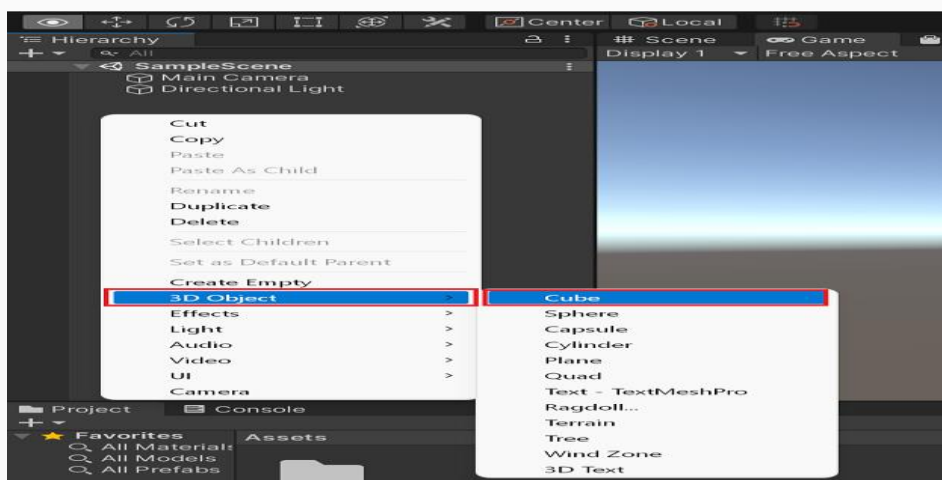 Center Local
Hierarchy
All
SampleScene
Main Camera
Directional Light
Cut
Copy
Paste
Paste As Child
Rename
Duplicate
Delete
Select Children
Set as Default Parent
Create Empty
3D Object >
Effects >
Light >
Audio >
Video >
UI >
Camera
Scene Game
Display 1 Free Aspect
Cube
Sphere
Capsule
Cylinder
Plane
Quad
Text - TextMeshPro
Ragdoll...
Terrain
Tree
Wind Zone
3D Text
Project Console
Favorites
All Materials
All Models
All Prefabs
Assets